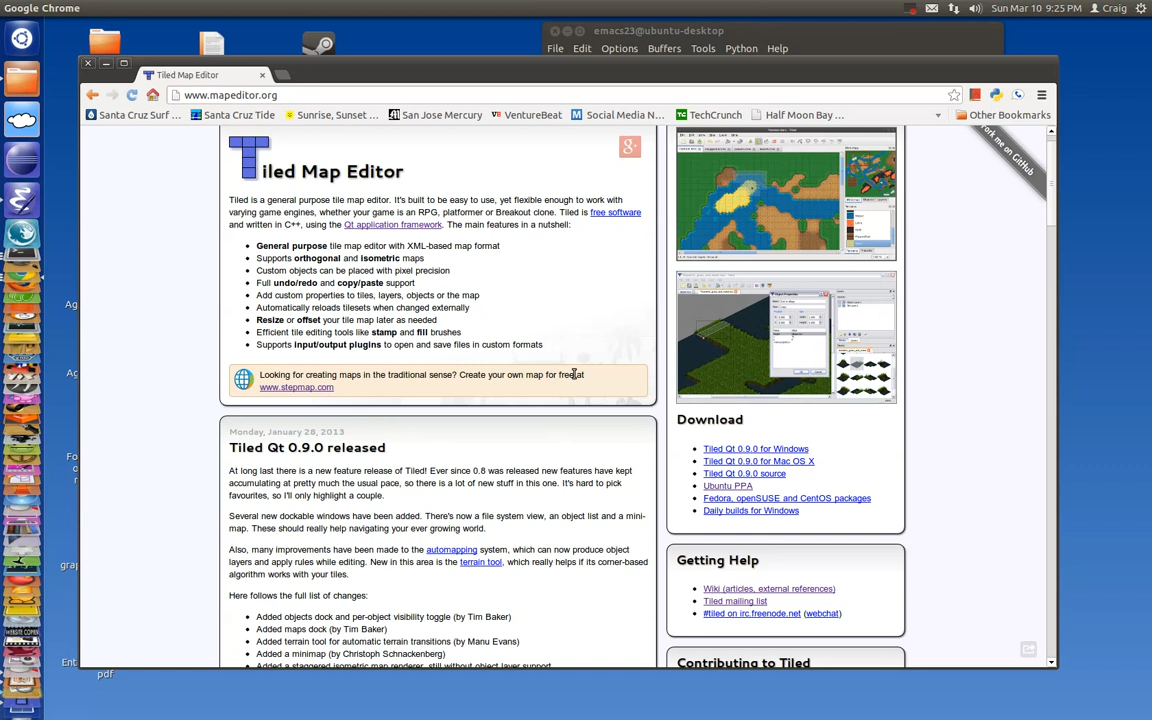 Google Chrome
Sun Mar 10 9:25 PM
Craig
emacs23@ubuntu-desktop
File Edit Options Buffers Tools Python Help
Tiled Map Editor
www.mapeditor.org
Santa Cruz Surf ...
Santa Cruz Tide
Sunrise, Sunset ...
San Jose Mercury
VentureBeat
Social Media N...
TechCrunch
Half Moon Bay ...
Other Bookmarks
Fork me on GitHub
Tiled Map Editor
Tiled is a general purpose tile map editor. It's built to be easy to use, yet flexible enough to work with
varying game engines, whether your game is an RPG, platformer or Breakout clone. Tiled is free software
and written in C++, using the Qt application framework. The main features in a nutshell:
General purpose tile map editor with XML-based map format
Supports orthogonal and isometric maps
Custom objects can be placed with pixel precision
Full undo/redo and copy/paste support
Add custom properties to tiles, layers, objects or the map
Automatically reloads tilesets when changed externally
Resize or offset your tile map later as needed
Efficient tile editing tools like stamp and fill brushes
Supports input/output plugins to open and save files in custom formats
Looking for creating maps in the traditional sense? Create your own map for free at
www.stepmap.com
Monday, January 28, 2013
Tiled Qt 0.9.0 released
At long last there is a new feature release of Tiled! Ever since 0.8 was released new features have kept
accumulating at pretty much the usual pace, so there is a lot of new stuff in this one. It's hard to pick
favourites, so I'll only highlight a couple.
Several new dockable windows have been added. There's now a file system view, an object list and a mini-
map. These should really help navigating your ever growing world.
Also, many improvements have been made to the automapping system, which can now produce object
layers and apply rules while editing. New in this area is the terrain tool, which really helps if its corner-based
algorithm works with your tiles.
Here follows the full list of changes:
Added objects dock and per-object visibility toggle (by Tim Baker)
Added maps dock (by Tim Baker)
Added terrain tool for automatic terrain transitions (by Manu Evans)
Added a minimap (by Christoph Schnackenberg)
Added a staggered isometric map renderer, still without object layer support
Download
Tiled Qt 0.9.0 for Windows
Tiled Qt 0.9.0 for Mac OS X
Tiled Qt 0.9.0 source
Ubuntu PPA
Fedora, openSUSE and CentOS packages
Daily builds for Windows
Getting Help
Wiki (articles, external references)
Tiled mailing list
#tiled on irc.freenode.net (webchat)
Contributing to Tiled
Ag
Ag
Fo
grap
Ent
pdf